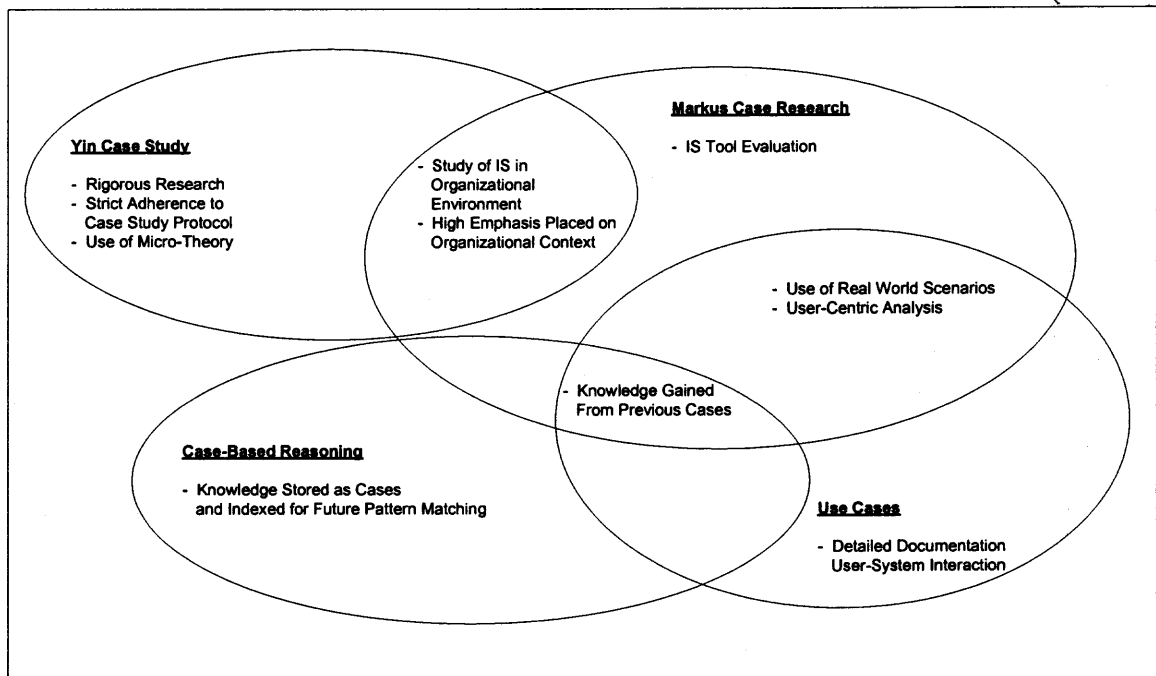 Yin Case Study
- Rigorous Research
- Strict Adherence to
Case Study Protocol
- Use of Micro-Theory
- Study of IS in
Organizational
Environment
- High Emphasis Placed on
Organizational Context
Markus Case Research
- IS Tool Evaluation
- Use of Real World Scenarios
- User-Centric Analysis
- Knowledge Gained
From Previous Cases
Case-Based Reasoning
- Knowledge Stored as Cases
and Indexed for Future Pattern Matching
Use Cases
- Detailed Documentation
User-System Interaction